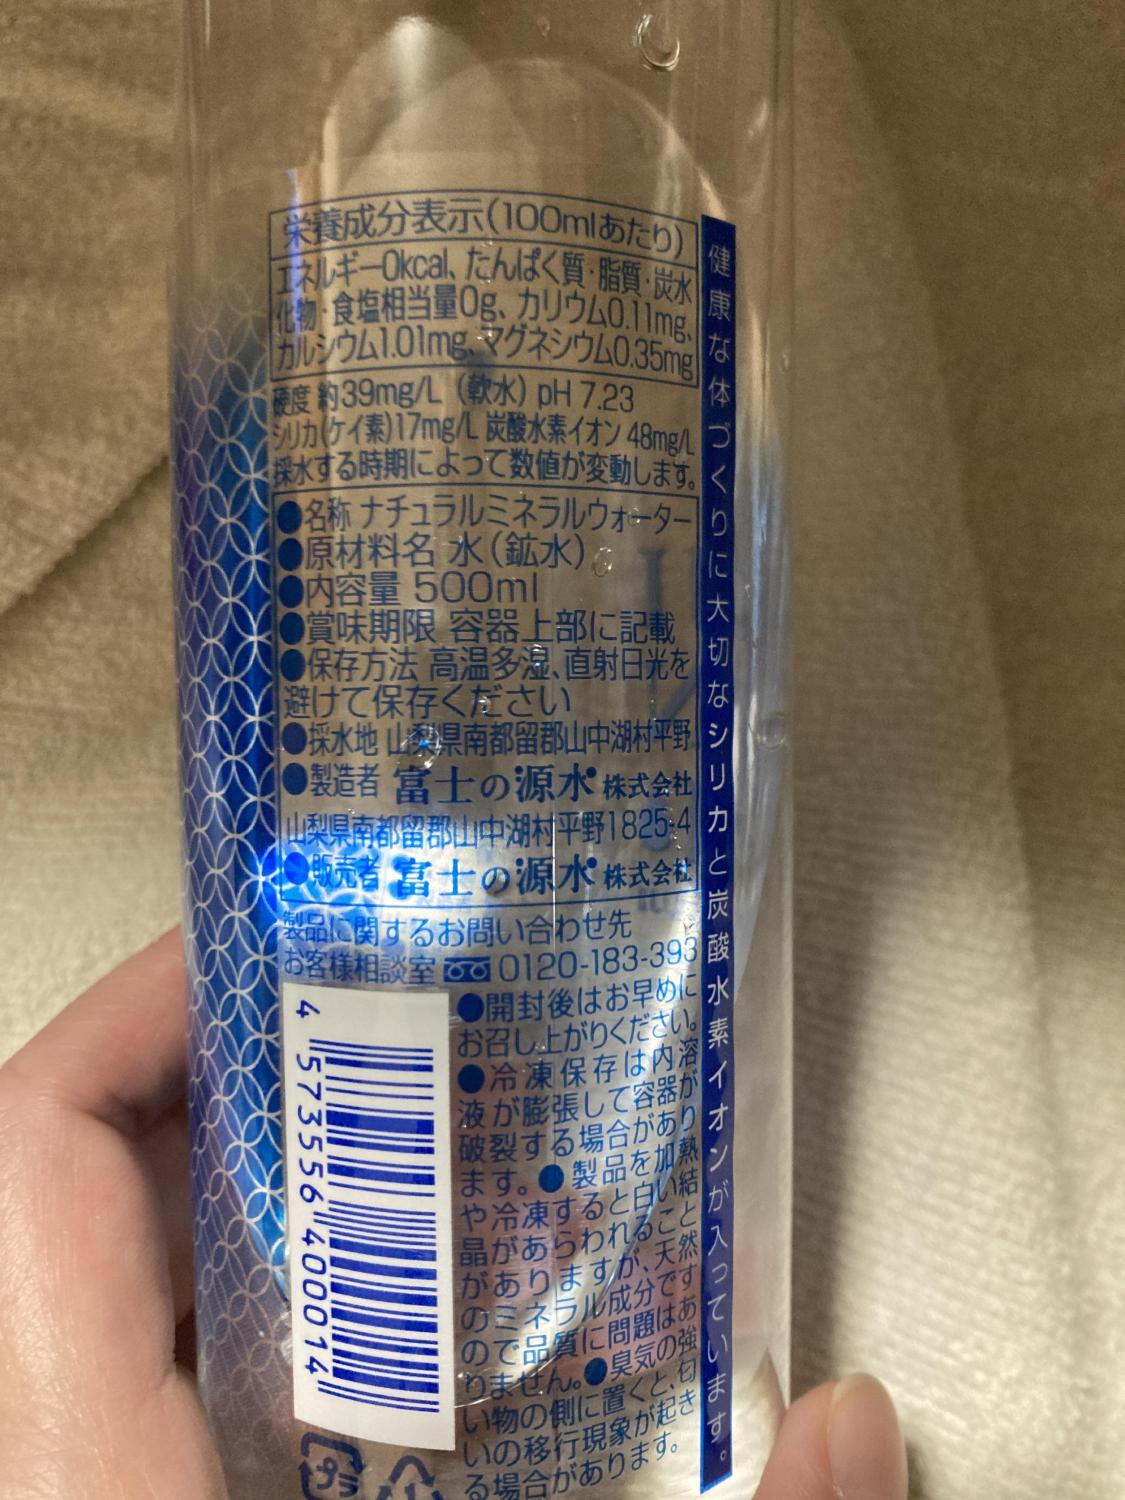 栄養成分表示(100mlあたり)
エネルギー0kcal、たんぱく質・脂質・炭水
化物・食塩相当量0g、カリウム0.11mg、
カルシウム1.01mg、マグネシウム0.35mg
硬度 約39mg/L (軟水) pH 7.23
シリカ(ケイ素)17mg/L 炭酸水素イオン 48mg/L
採水する時期によって数値が変動します。
●名称 ナチュラルミネラルウォーター
●原材料名 水(鉱水)
●内容量 500ml
●賞味期限 容器上部に記載
●保存方法 高温多湿、直射日光を
避けて保存ください
●採水地 山梨県南都留郡山中湖村平野
●製造者 富士の源水 株式会社
山梨県南都留郡山中湖村平野1825-4
●販売者 富士の源水 株式会社
製品に関するお問い合わせ先
お客様相談室 0120-183-393
●開封後はお早めに
お召し上がりください。
●冷凍保存は内溶
液が膨張して容器が
破裂する場合があり
ます。●製品を加熱
や冷凍すると白い結
晶があらわれること
がありますが、天然
のミネラル成分です
ので品質に問題はあ
りません。●臭気の強
い物の側に置くと、匂
いの移行現象が起き
る場合があります。
4 573556 400014
プラ
健康な体づくりに大切なシリカと炭酸水素イオンが入っています。